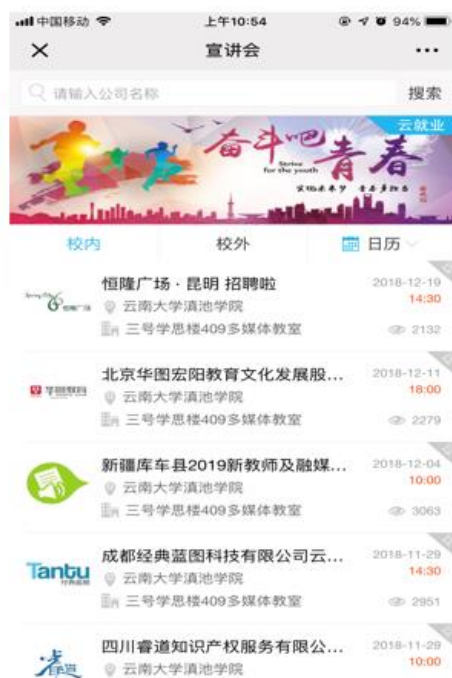 中国移动
上午10:54
94%
宣讲会
请输入公司名称
搜索
云就业
奋斗吧
青春
Strive
for the youth
校内
校外
日历
恒隆广场·昆明 招聘啦
2018-12-19
云南大学滇池学院
14:30
三号学思楼409多媒体教室
2132
北京华图宏阳教育文化发展股...
2018-12-11
云南大学滇池学院
18:00
三号学思楼409多媒体教室
2279
新疆库车县2019新教师及融媒...
2018-12-04
云南大学滇池学院
10:00
三号学思楼409多媒体教室
3063
Tantu
成都经典蓝图科技有限公司云...
2018-11-29
云南大学滇池学院
14:30
三号学思楼409多媒体教室
2951
四川睿道知识产权服务有限公...
2018-11-29
云南大学滇池学院
10:00